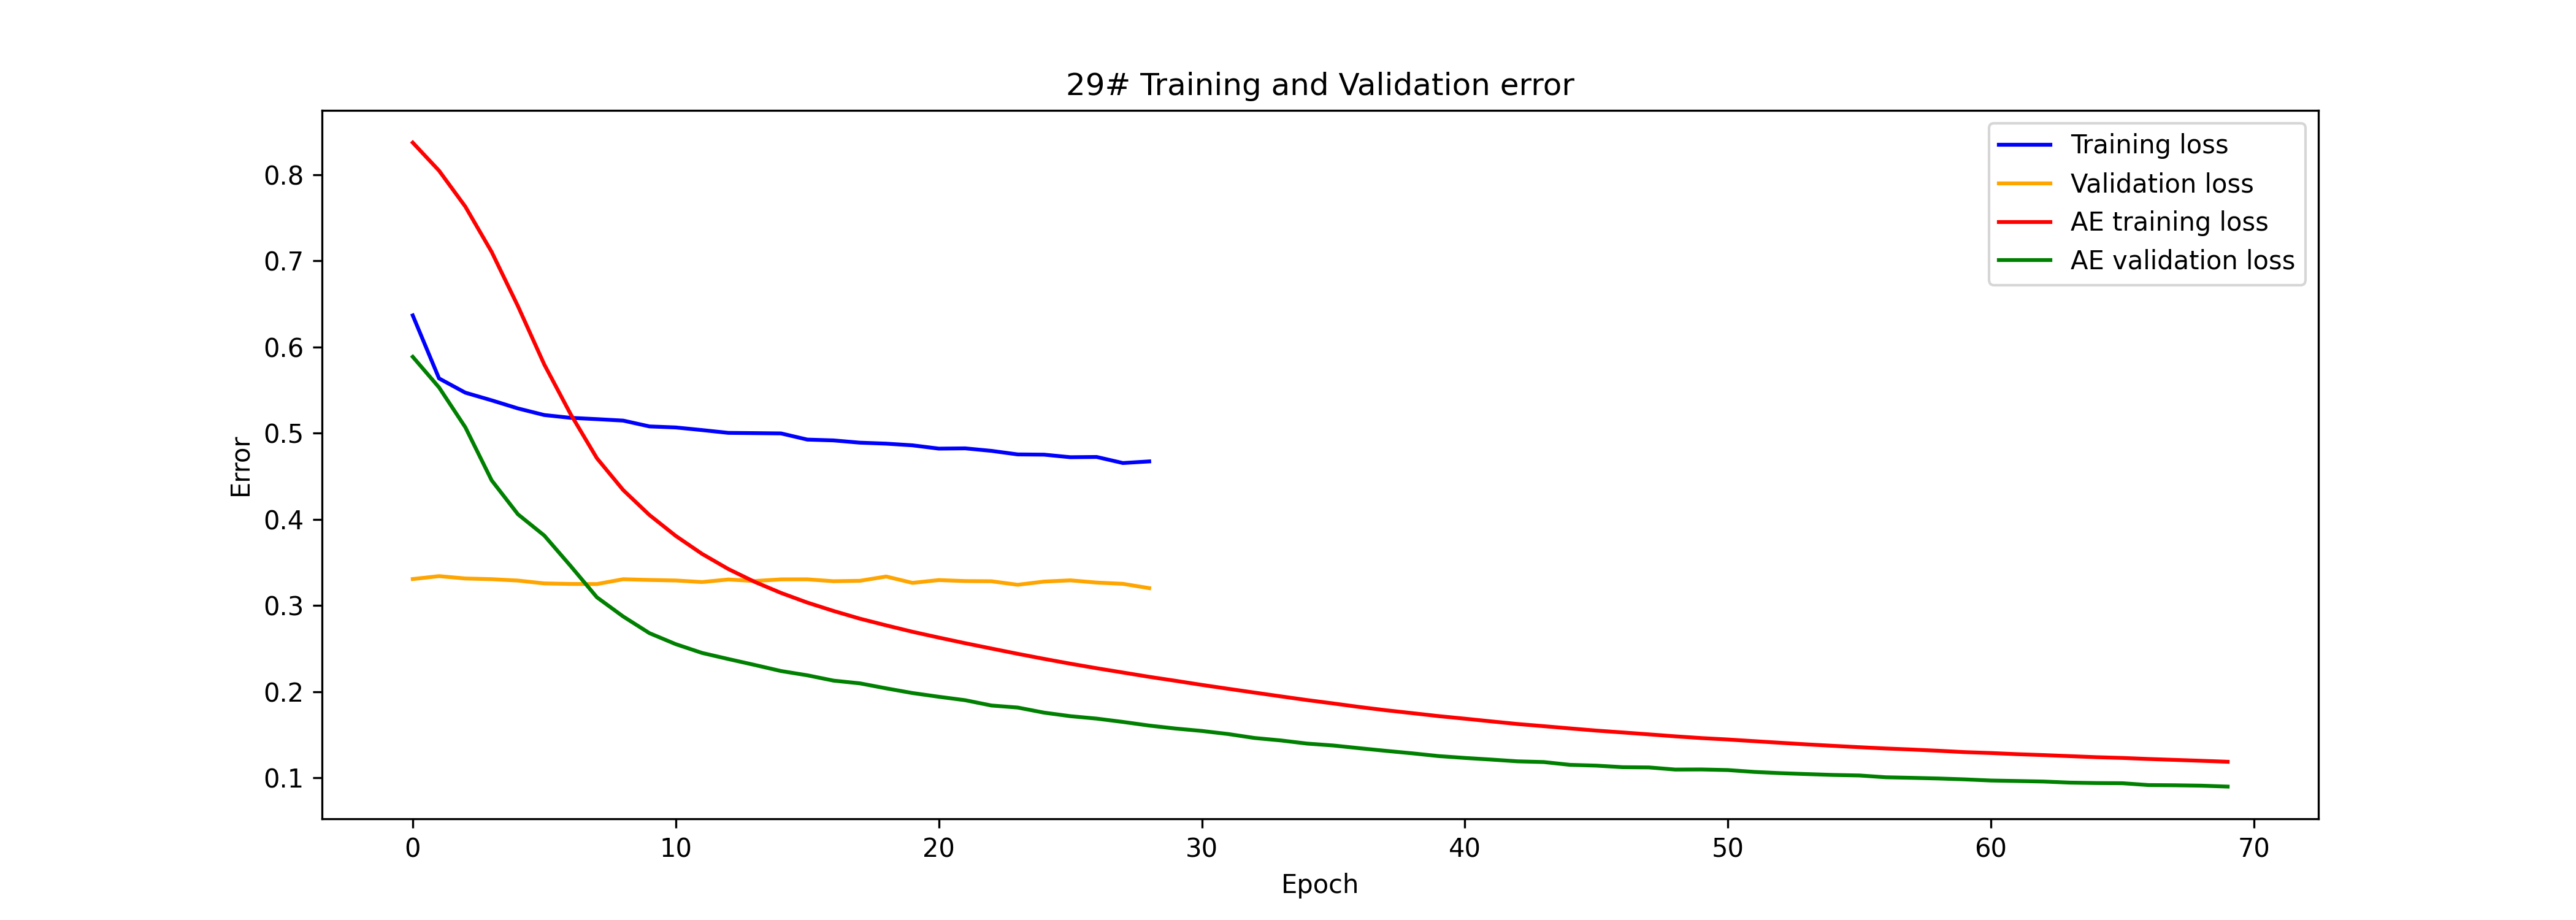 29# Training and Validation error
Training loss
Validation loss
AE training loss
AE validation loss
0.8
0.7
0.6
0.5
0.4
0.3
0.2
0.1
Error
0 10 20 30 40 50 60 70
Epoch